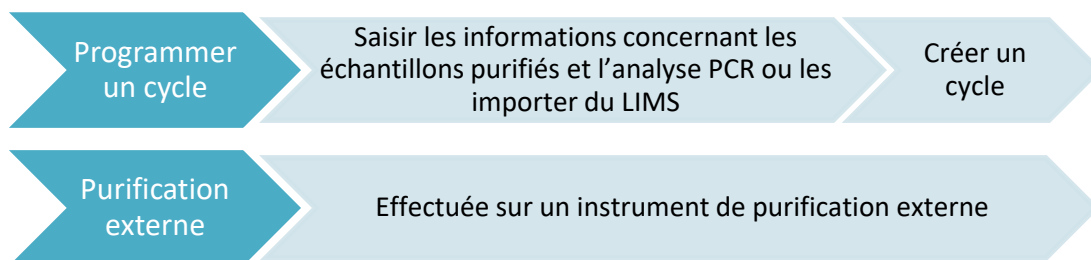 Programmer
un cycle
Saisir les informations concernant les
échantillons purifiés et l’analyse PCR ou les
importer du LIMS
Créer un
cycle
Purification
externe
Effectuée sur un instrument de purification externe